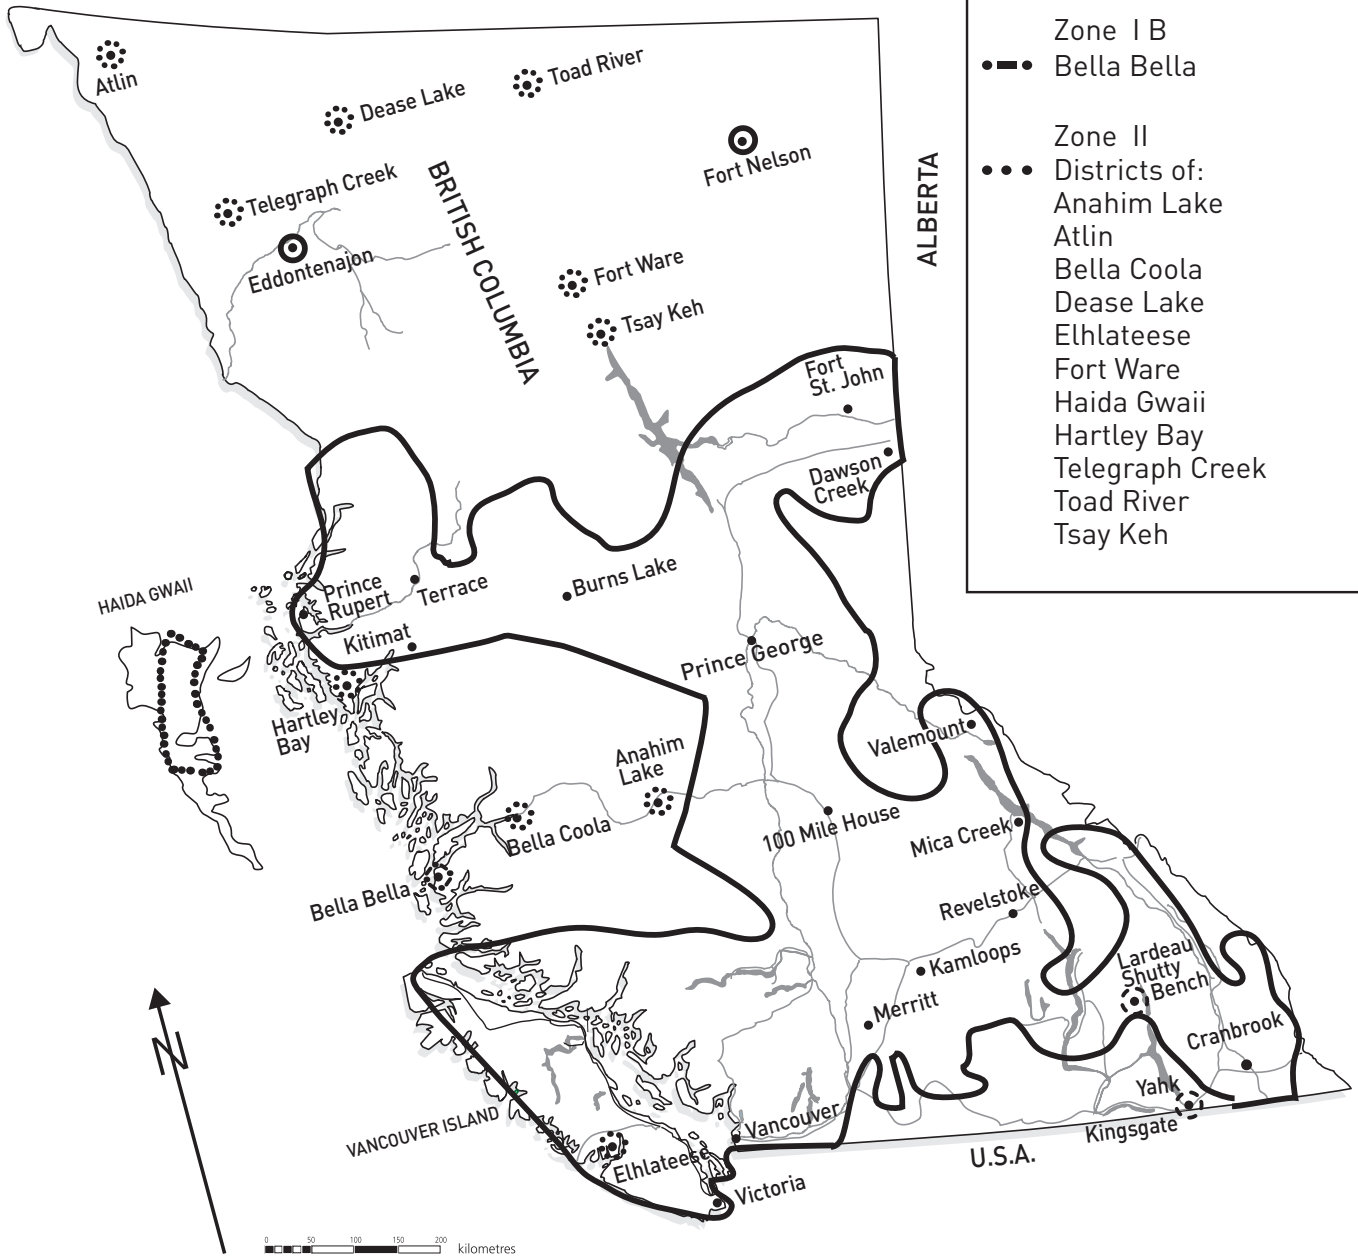 Zone I B
Bella Bella
Zone II
Districts of:
Anahim Lake
Atlin
Bella Coola
Dease Lake
Elhlateese
Fort Ware
Haida Gwaii
Hartley Bay
Telegraph Creek
Toad River
Tsay Keh
Atlin
Dease Lake
Toad River
Fort Nelson
Telegraph Creek
Eddontenajon
BRITISH COLUMBIA
ALBERTA
Fort Ware
Tsay Keh
Fort
St. John
Dawson
Creek
HAIDA GWAII
Prince
Rupert
Terrace
Burns Lake
Kitimat
Prince George
Hartley
Bay
Anahim
Lake
Valemount
Bella Coola
100 Mile House
Mica Creek
Bella Bella
Revelstoke
Kamloops
Lardeau
Shutty
Bench
Merritt
Cranbrook
N
Yahk
VANCOUVER ISLAND
Vancouver
Kingsgate
Elhlateese
U.S.A.
Victoria
0 50 100 150 200
kilometres